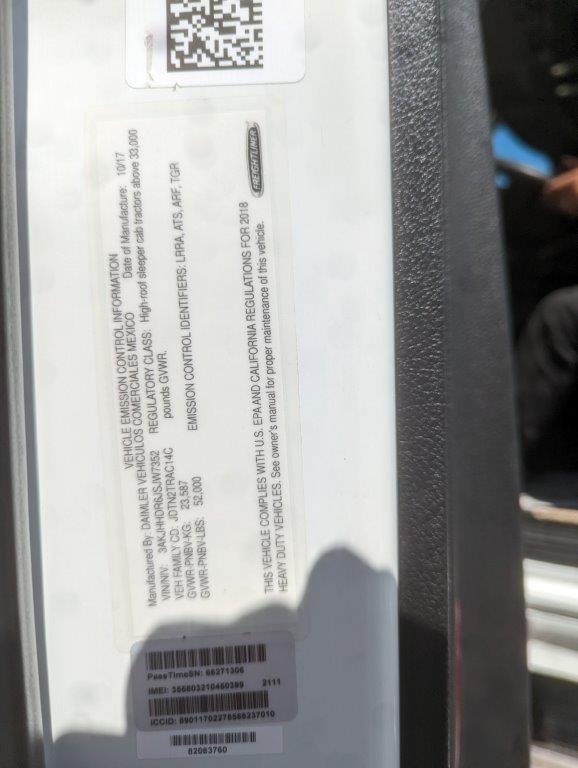 VEHICLE EMISSION CONTROL INFORMATION
Manufactured By: DAIMLER VEHICULOS COMERCIALES MEXICO Date of Manufacture: 10/17
VIN/NIV: 3AKJHHDR6JSJW7352 REGULATORY CLASS: High-roof sleeper cab tractors above 33,000
VEH FAMILY CD: JDTN2TRAC14C pounds GVWR.
GVWR-PNBV-KG: 23,587
GVWR-PNBV-LBS: 52,000 EMISSION CONTROL IDENTIFIERS: LRRA, ATS, ARF, TGR
THIS VEHICLE COMPLIES WITH U.S. EPA AND CALIFORNIA REGULATIONS FOR 2018
HEAVY DUTY VEHICLES. See owner's manual for proper maintenance of this vehicle.
FREIGHTLINER
PassTimeSN: 66271306
IMEI: 355803210450399 2111
ICCID: 89011702278586237010
82083760